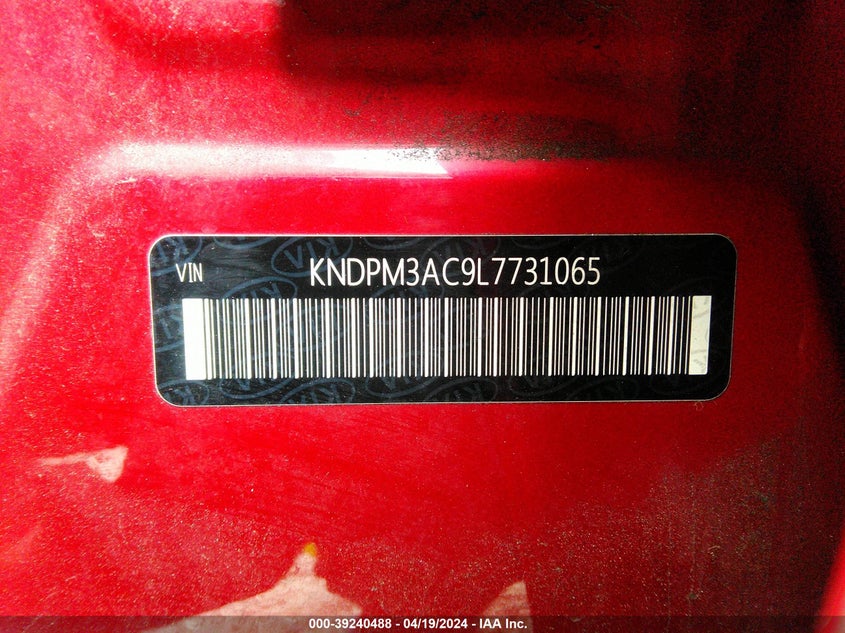 VIN KNDPM3AC9L7731065
000-39240488 - 04/19/2024 - IAA Inc.